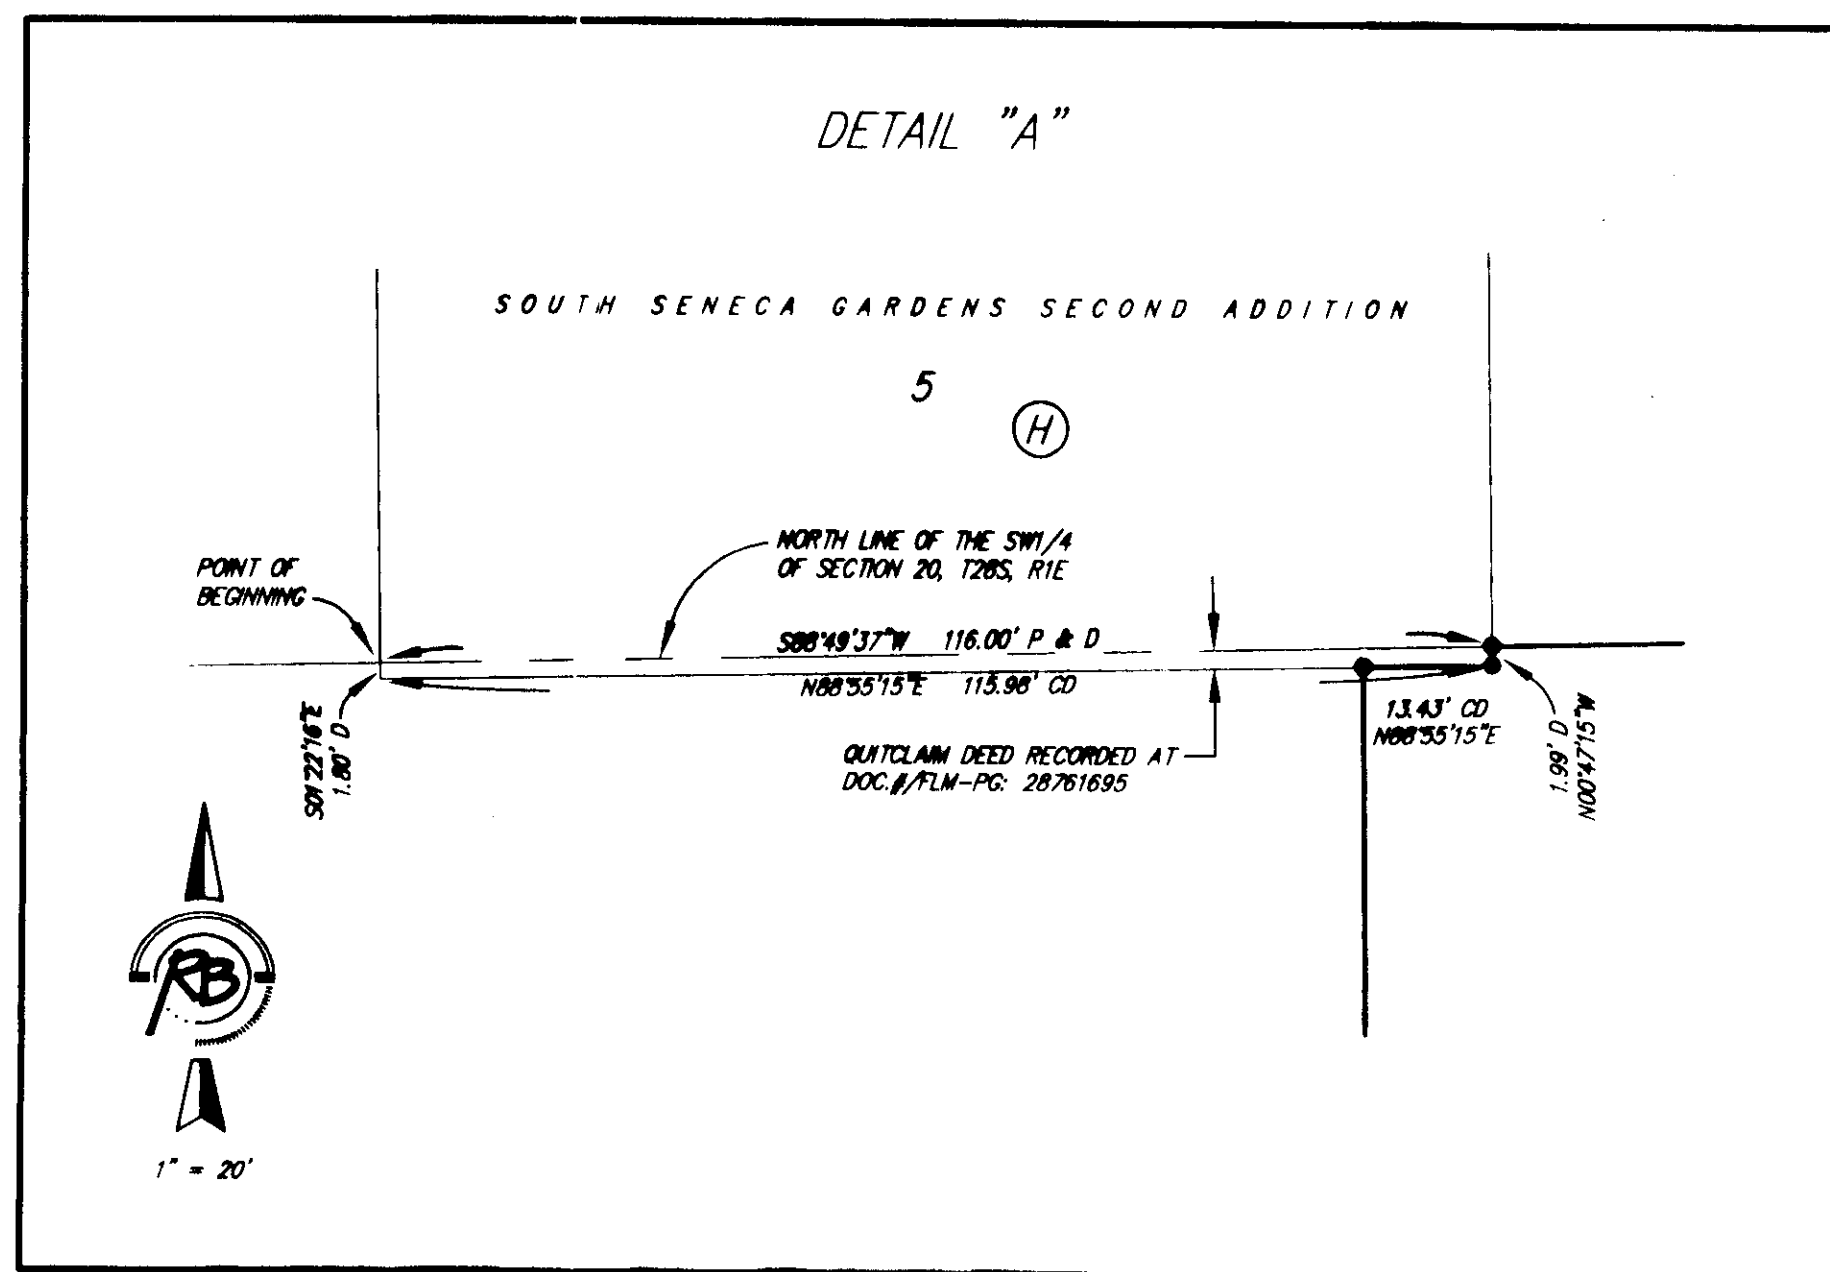 DETAIL "A"
SOUTH SENECA GARDENS SECOND ADDITION
5
H
NORTH LINE OF THE SW1/4
OF SECTION 20, T28S, R1E
POINT OF
BEGINNING
S88°49'37"W 116.00' P & D
N88°55'15"E 115.98' CD
S01°22'16"E
1.80' D
13.43' CD
N88°55'15"E
1.99' D
N00°47'15"W
QUITCLAIM DEED RECORDED AT
DOC.#/FLM-PG: 28761695
RB
1" = 20'